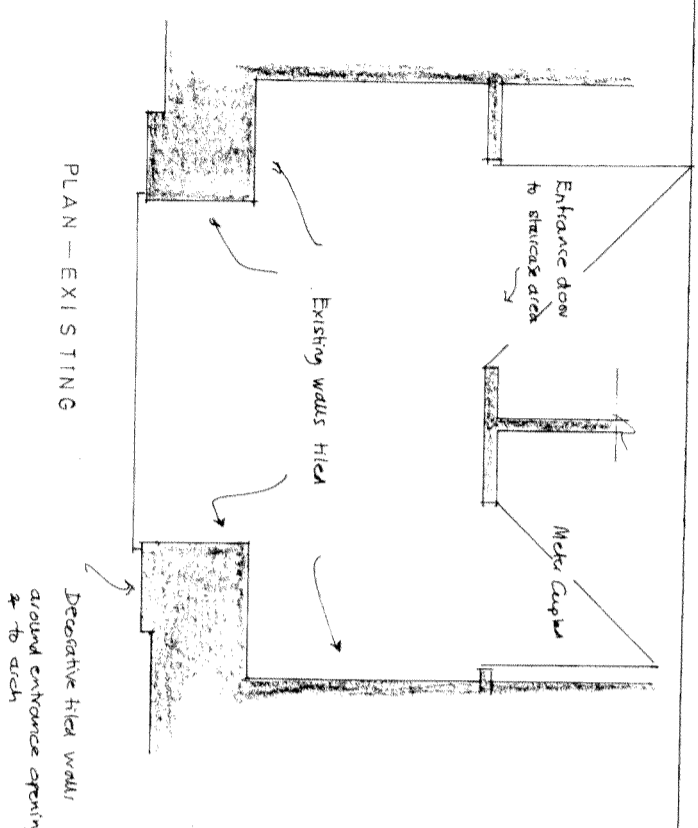 Entrance door
to staircase area
Meter Cupbd
Existing walls tiled
Decorative tiled walls
around entrance opening
& to arch
PLAN — EXISTING